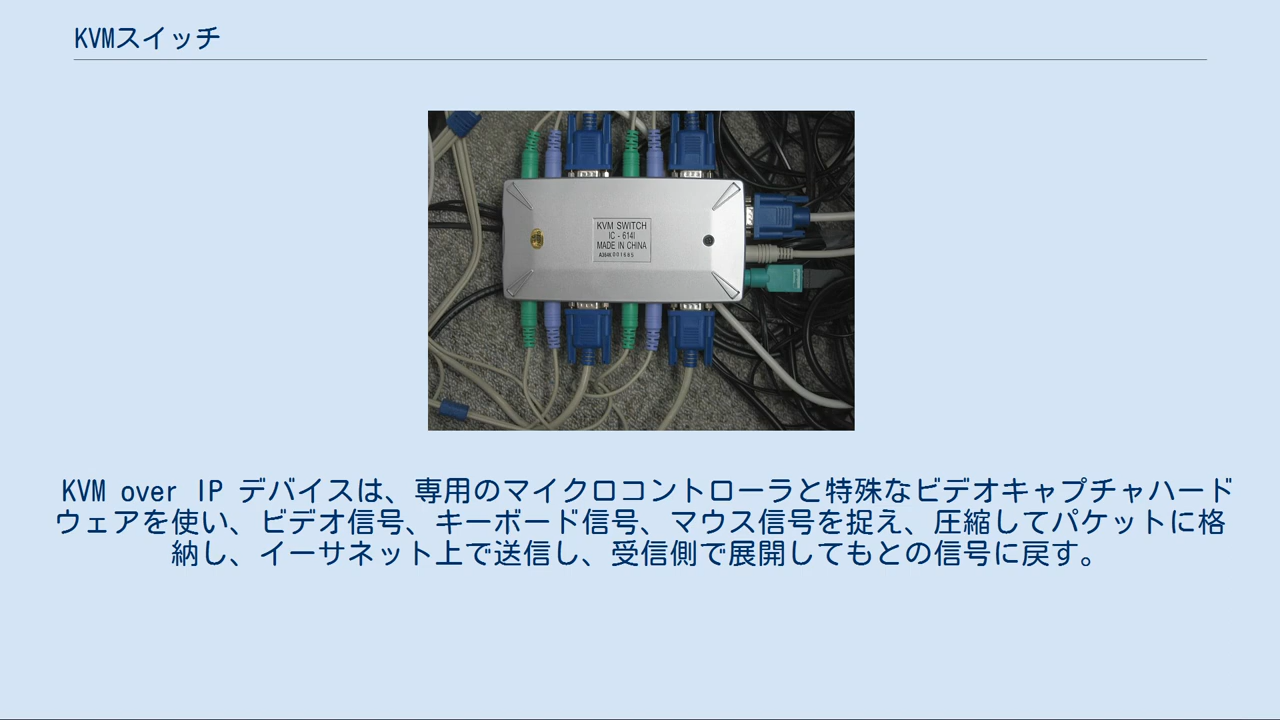 KVMスイッチ
KVM SWITCH
IC - 614I
MADE IN CHINA
A394K001685
KVM over IP デバイスは、専用のマイクロコントローラと特殊なビデオキャプチャハード
ウェアを使い、ビデオ信号、キーボード信号、マウス信号を捉え、圧縮してパケットに格
納し、イーサネット上で送信し、受信側で展開してもとの信号に戻す。